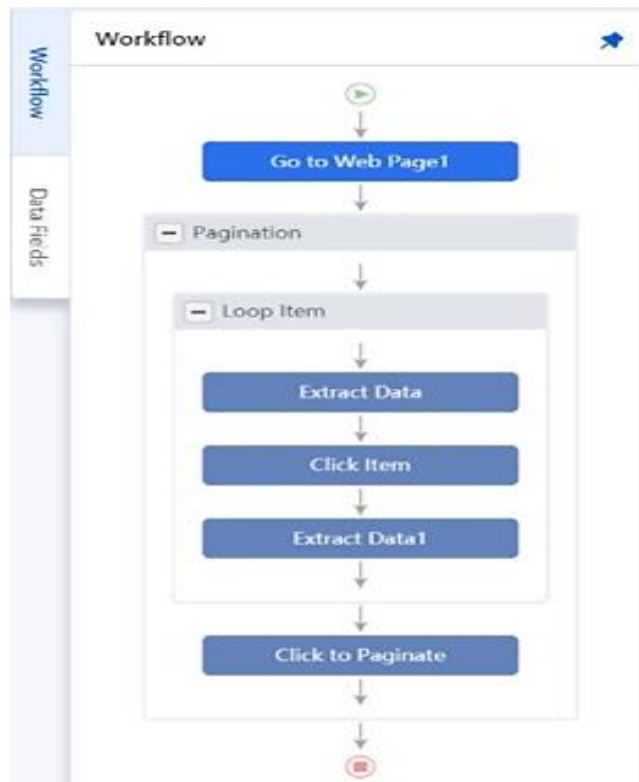 Workflow
Workflow
Data Fields
Go to Web Page1
Pagination
Loop Item
Extract Data
Click Item
Extract Data1
Click to Paginate